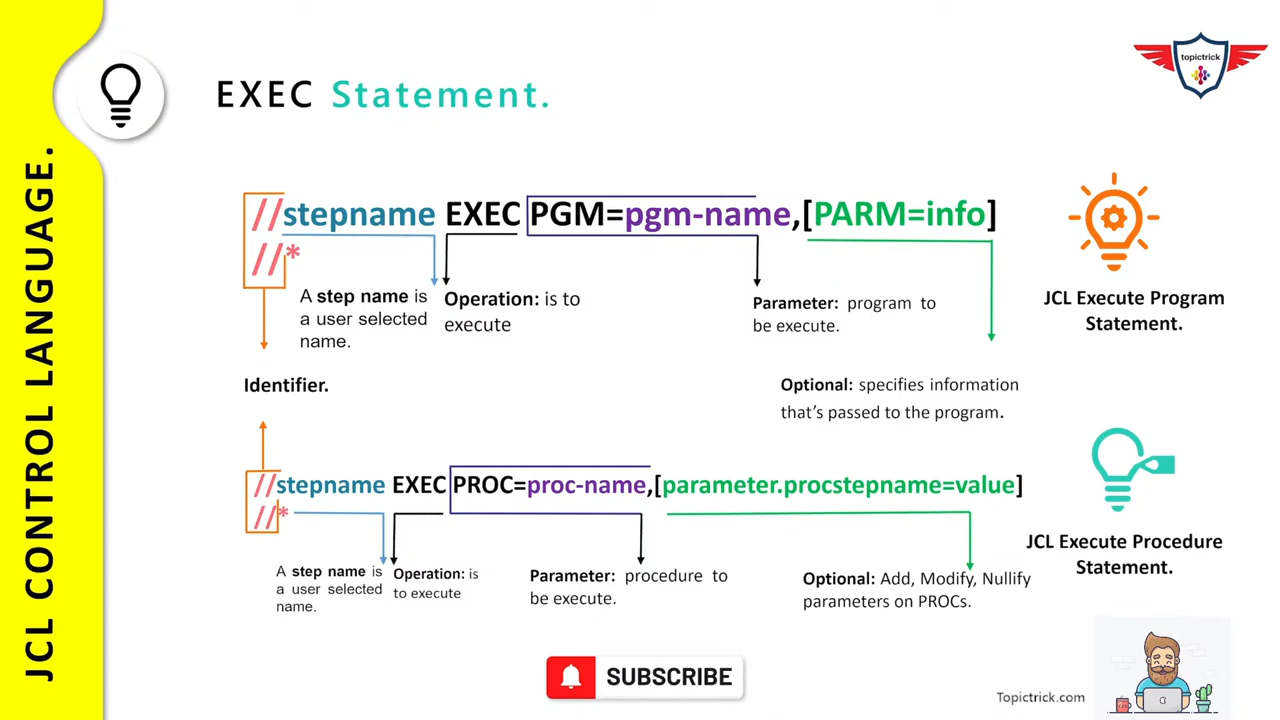 JCL CONTROL LANGUAGE.
topictrick
EXEC Statement.
//stepname EXEC PGM=pgm-name,[PARM=info]
//*
A step name is
a user selected
name.
Operation: is to
execute
Parameter: program to
be execute.
JCL Execute Program
Statement.
Identifier.
Optional: specifies information
that's passed to the program.
//stepname EXEC PROC=proc-name,[parameter.procstepname=value]
//*
A step name is
a user selected
name.
Operation: is
to execute
Parameter: procedure to
be execute.
Optional: Add, Modify, Nullify
parameters on PROCs.
JCL Execute Procedure
Statement.
SUBSCRIBE
Topictrick.com